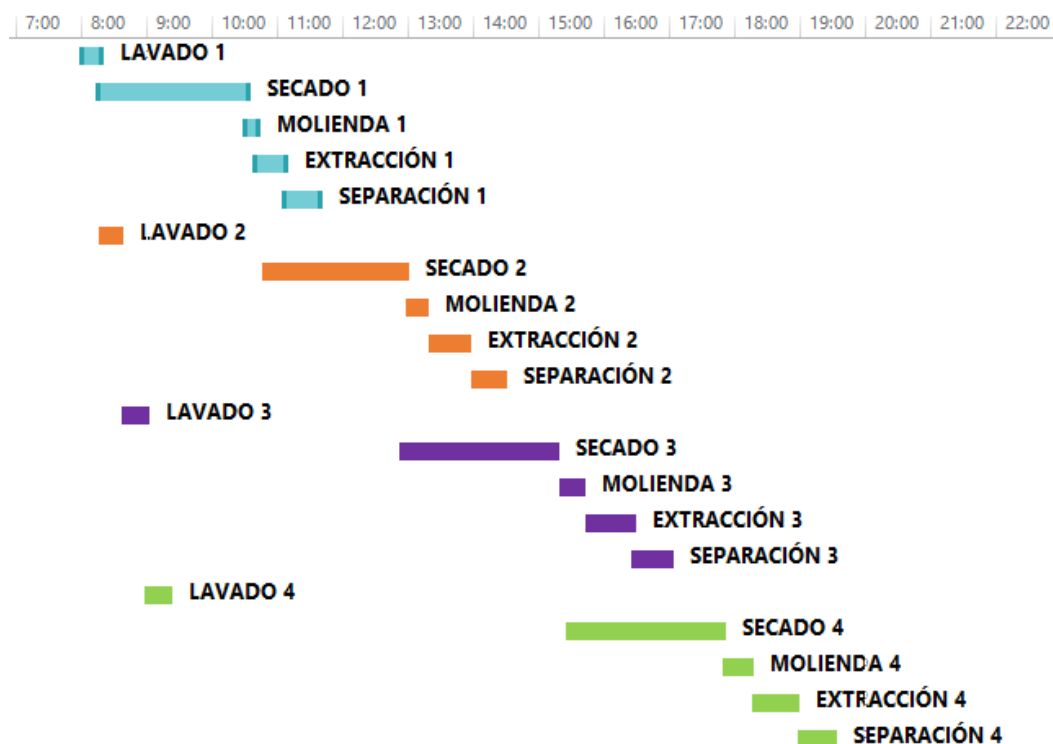 7:00 8:00 9:00 10:00 11:00 12:00 13:00 14:00 15:00 16:00 17:00 18:00 19:00 20:00 21:00 22:00
LAVADO 1
SECADO 1
MOLIENDA 1
EXTRACCIÓN 1
SEPARACIÓN 1
LAVADO 2
SECADO 2
MOLIENDA 2
EXTRACCIÓN 2
SEPARACIÓN 2
LAVADO 3
SECADO 3
MOLIENDA 3
EXTRACCIÓN 3
SEPARACIÓN 3
LAVADO 4
SECADO 4
MOLIENDA 4
EXTRACCIÓN 4
SEPARACIÓN 4